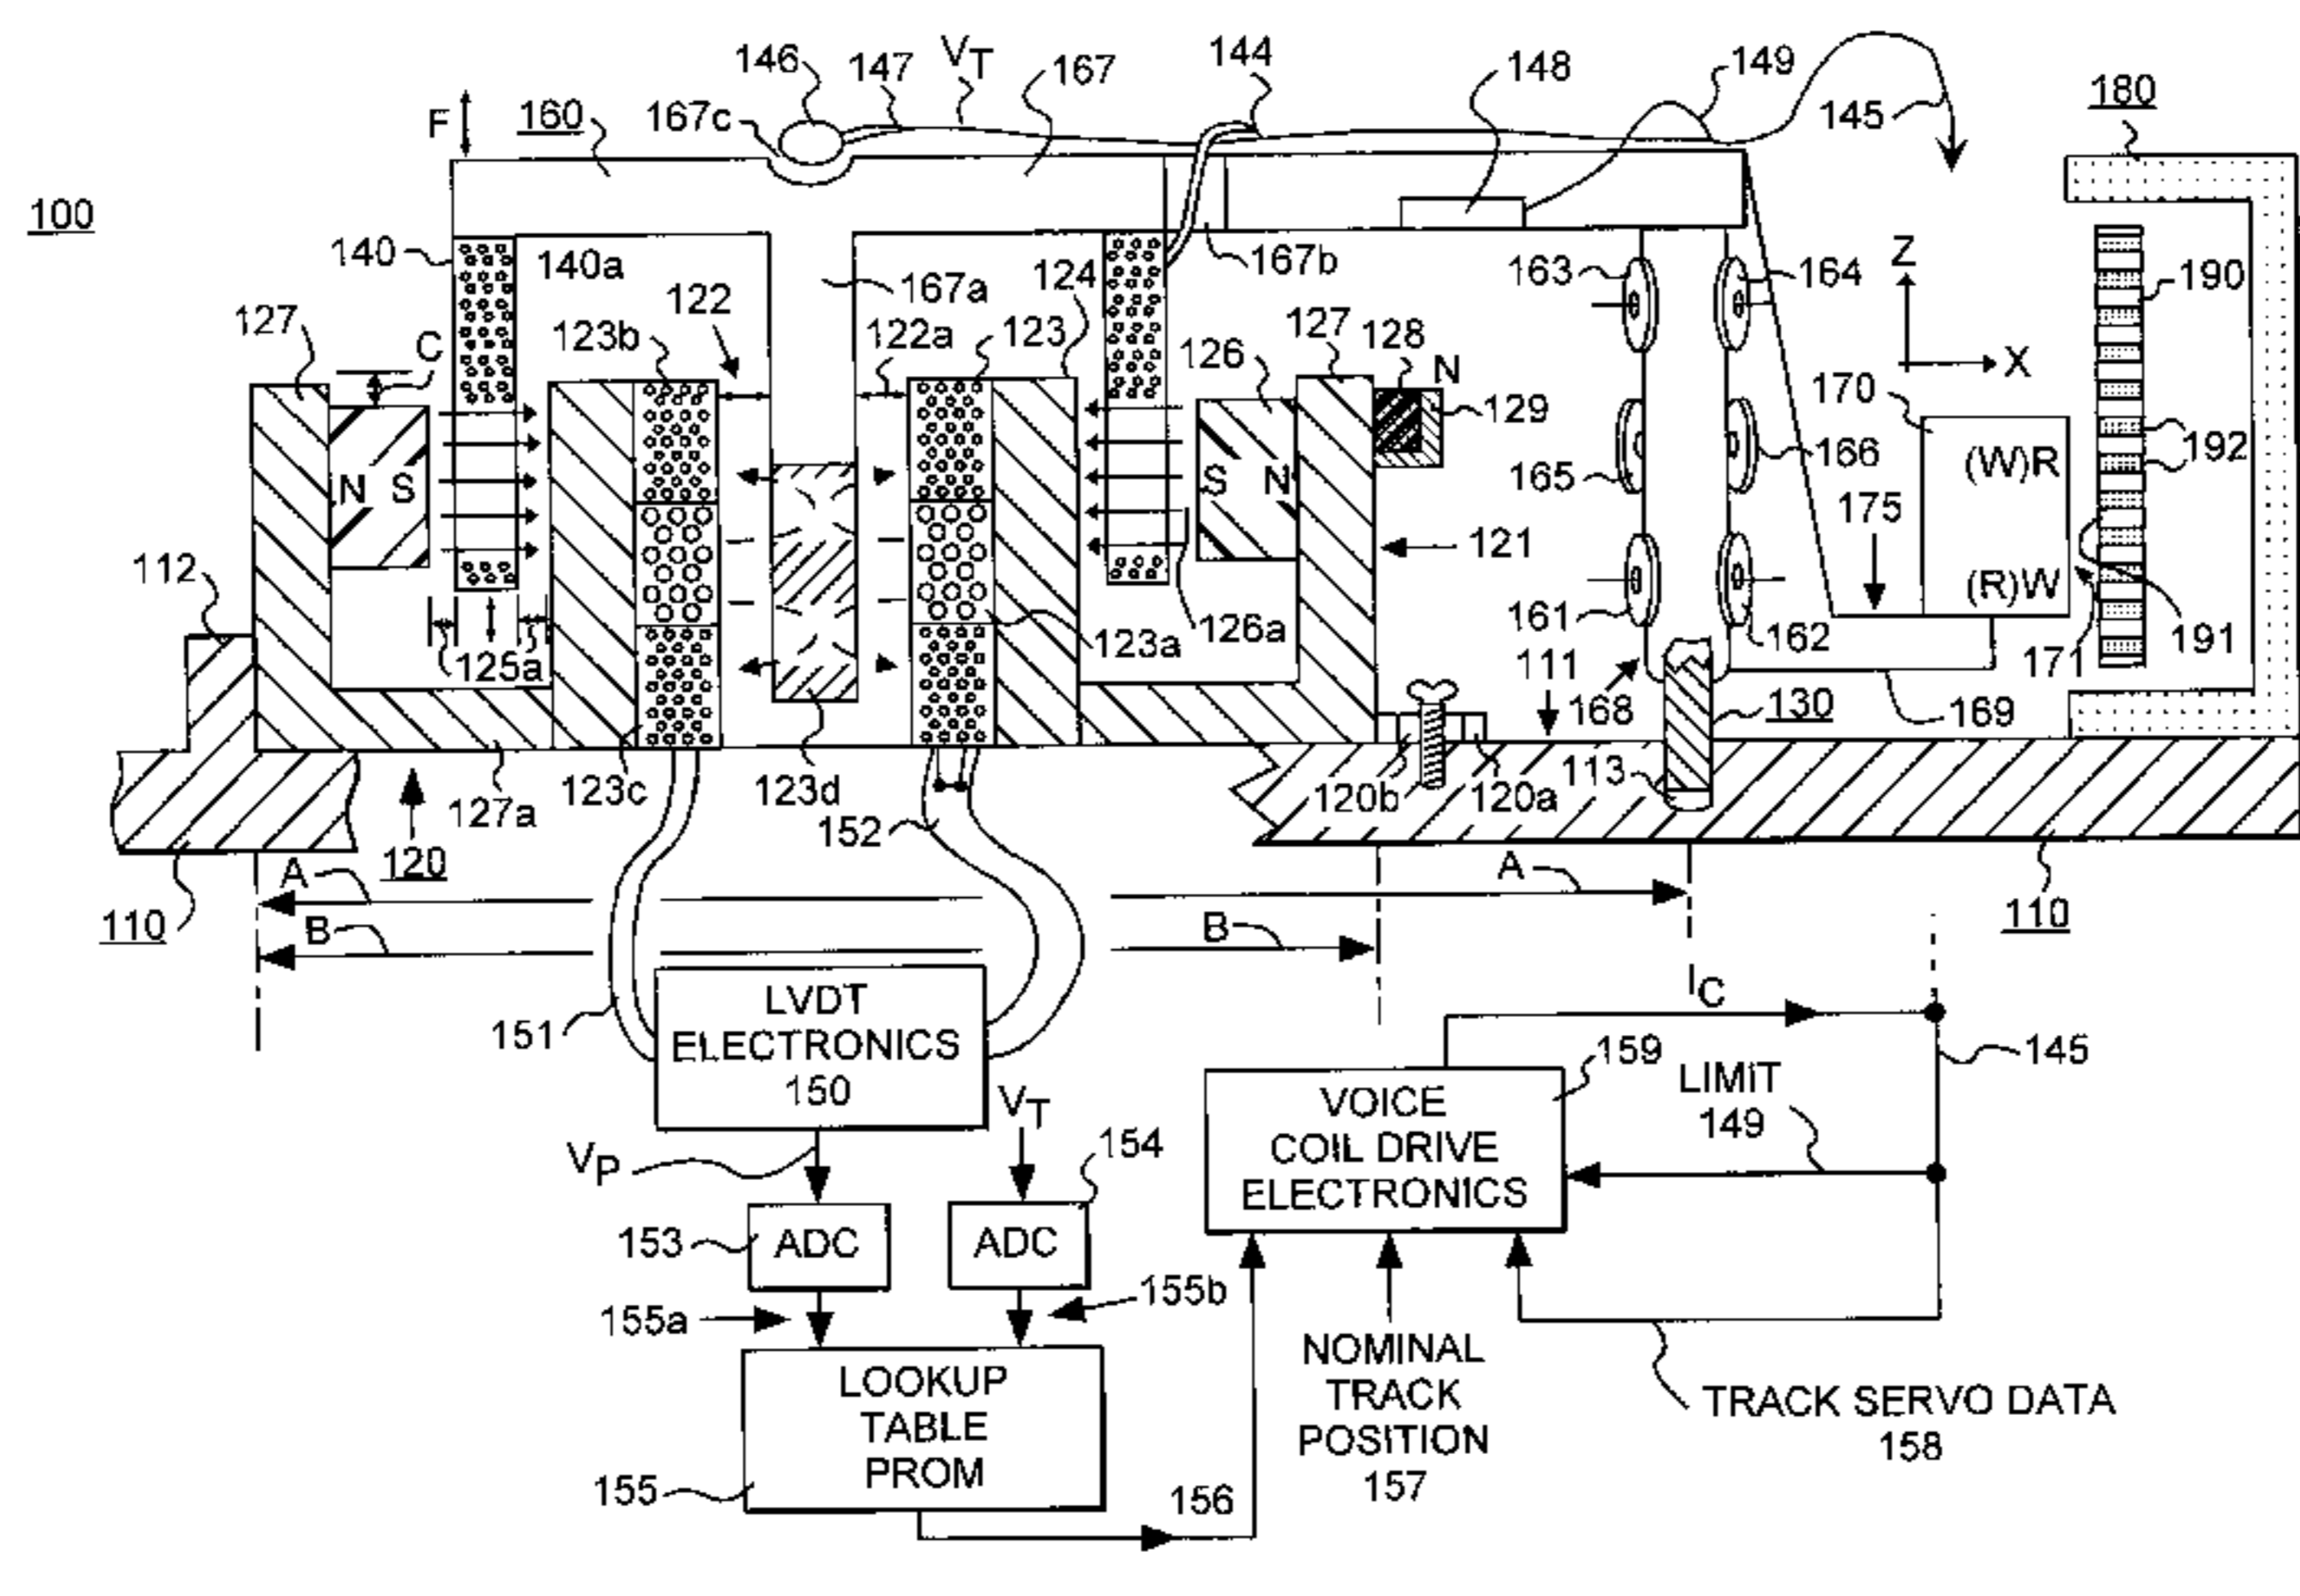 146 147 VT 167 144 148 149
F 160 167c 145 180
100
140 140a 167a 124 167b 163 164 Z 190
127 C 123b 122 122a 123 126 127 128 N X
129 170
N S S N 165 166 (W)R 192
175
112 121
161 (R)W
125a 123a 126a 111 162 171 191
168 130 169
127a 123c 123d 120b 120a 113
152
120 A A
110 B B 110
IC
151 LVDT
ELECTRONICS
150
159 LIMIT
149
145
VOICE
COIL DRIVE
ELECTRONICS
VP VT 154
153 ADC ADC
155a 155b
LOOKUP
TABLE
PROM
155 156
NOMINAL
TRACK
POSITION
157
TRACK SERVO DATA
158